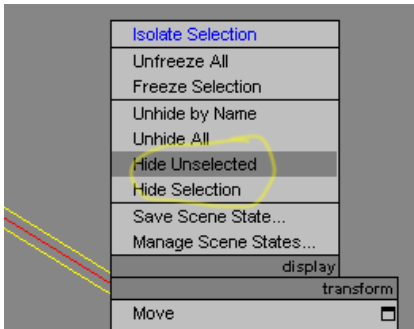 Isolate Selection
Unfreeze All
Freeze Selection
Unhide by Name
Unhide All
Hide Unselected
Hide Selection
Save Scene State...
Manage Scene States...
display
transform
Move